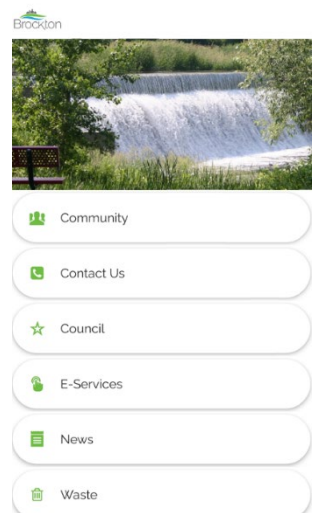 Brockton
Community
Contact Us
Council
E-Services
News
Waste